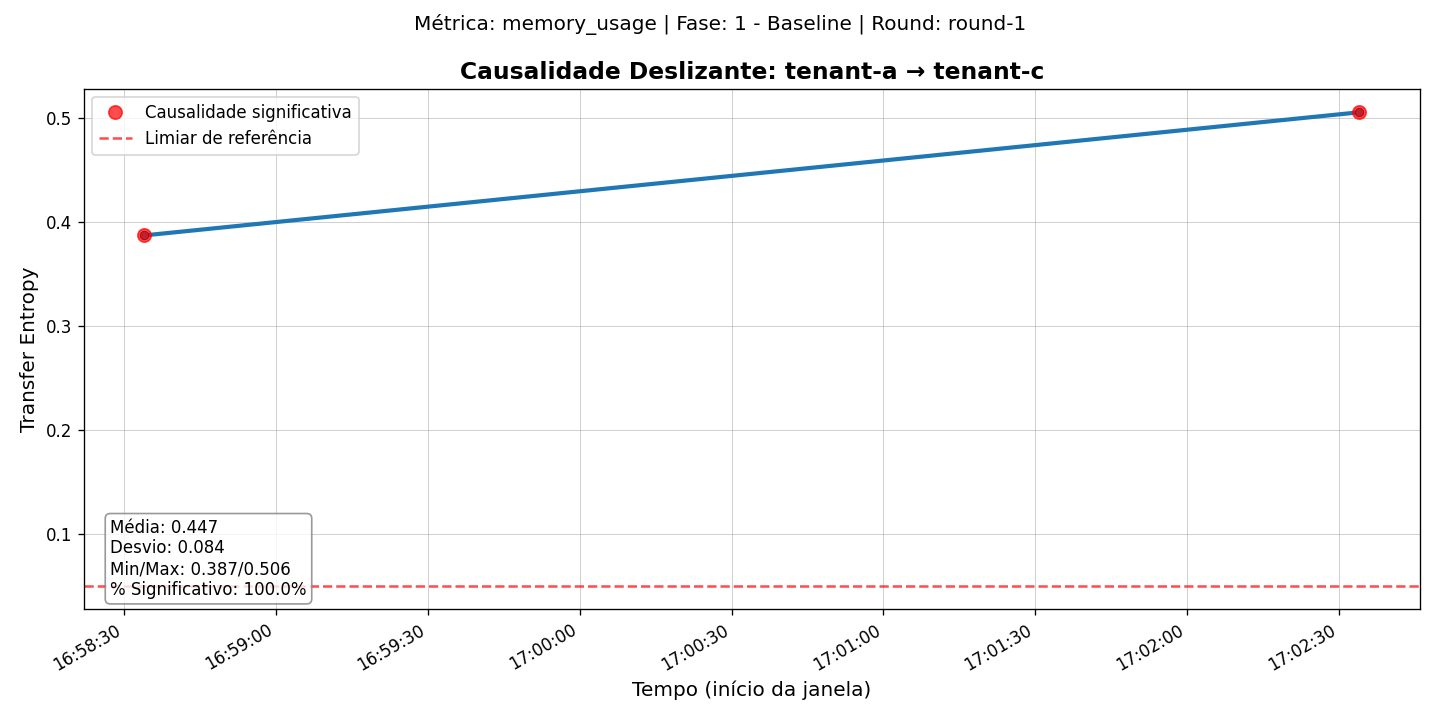 Métrica: memory_usage | Fase: 1 - Baseline | Round: round-1
Causalidade Deslizante: tenant-a → tenant-c
Causalidade significativa
Limiar de referência
Transfer Entropy
0.5
0.4
0.3
0.2
0.1
Média: 0.447
Desvio: 0.084
Min/Max: 0.387/0.506
% Significativo: 100.0%
16:58:30
16:59:00
16:59:30
17:00:00
17:00:30
17:01:00
17:01:30
17:02:00
17:02:30
Tempo (início da janela)